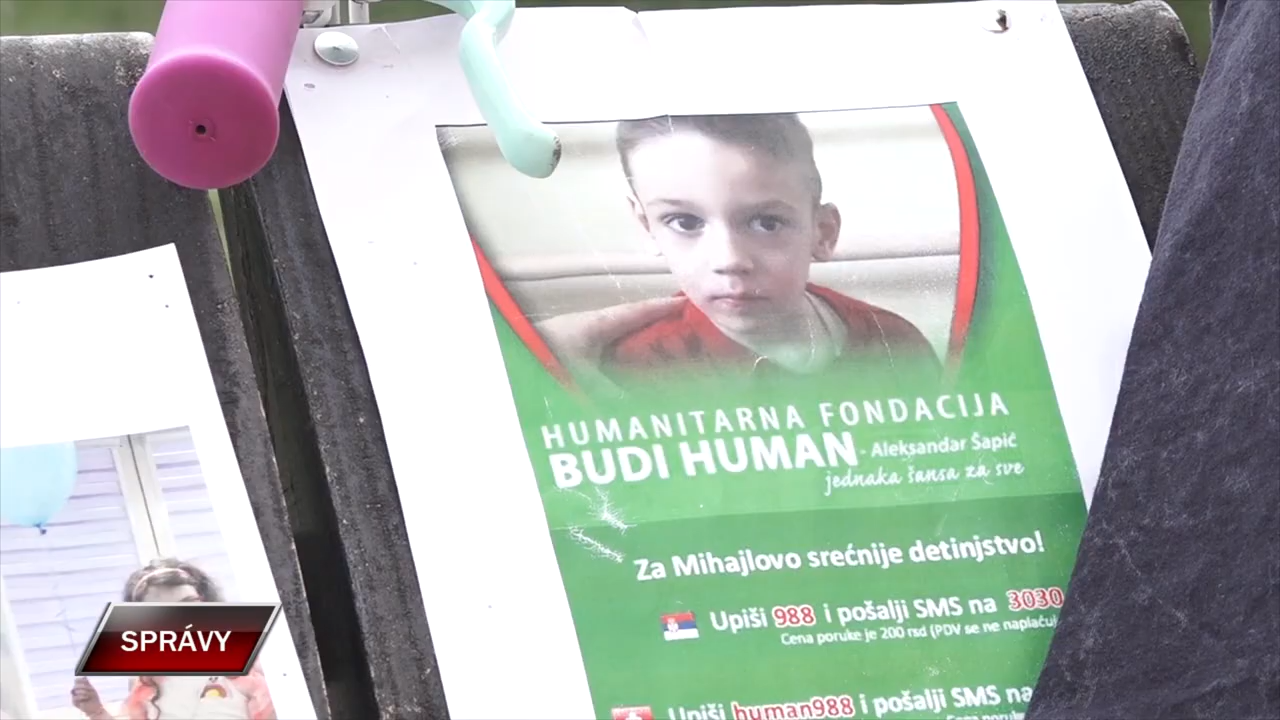 HUMANITARNA FONDACIJA
BUDI HUMAN - Aleksandar Šapić
jednaka šansa za sve
Za Mihajlovo srećnije detinjstvo!
Upiši 988 i pošalji SMS na 3030
Cena poruke je 200 rsd (PDV se ne
Upiši human988 i pošalji SMS na
Cena
SPRÁVY